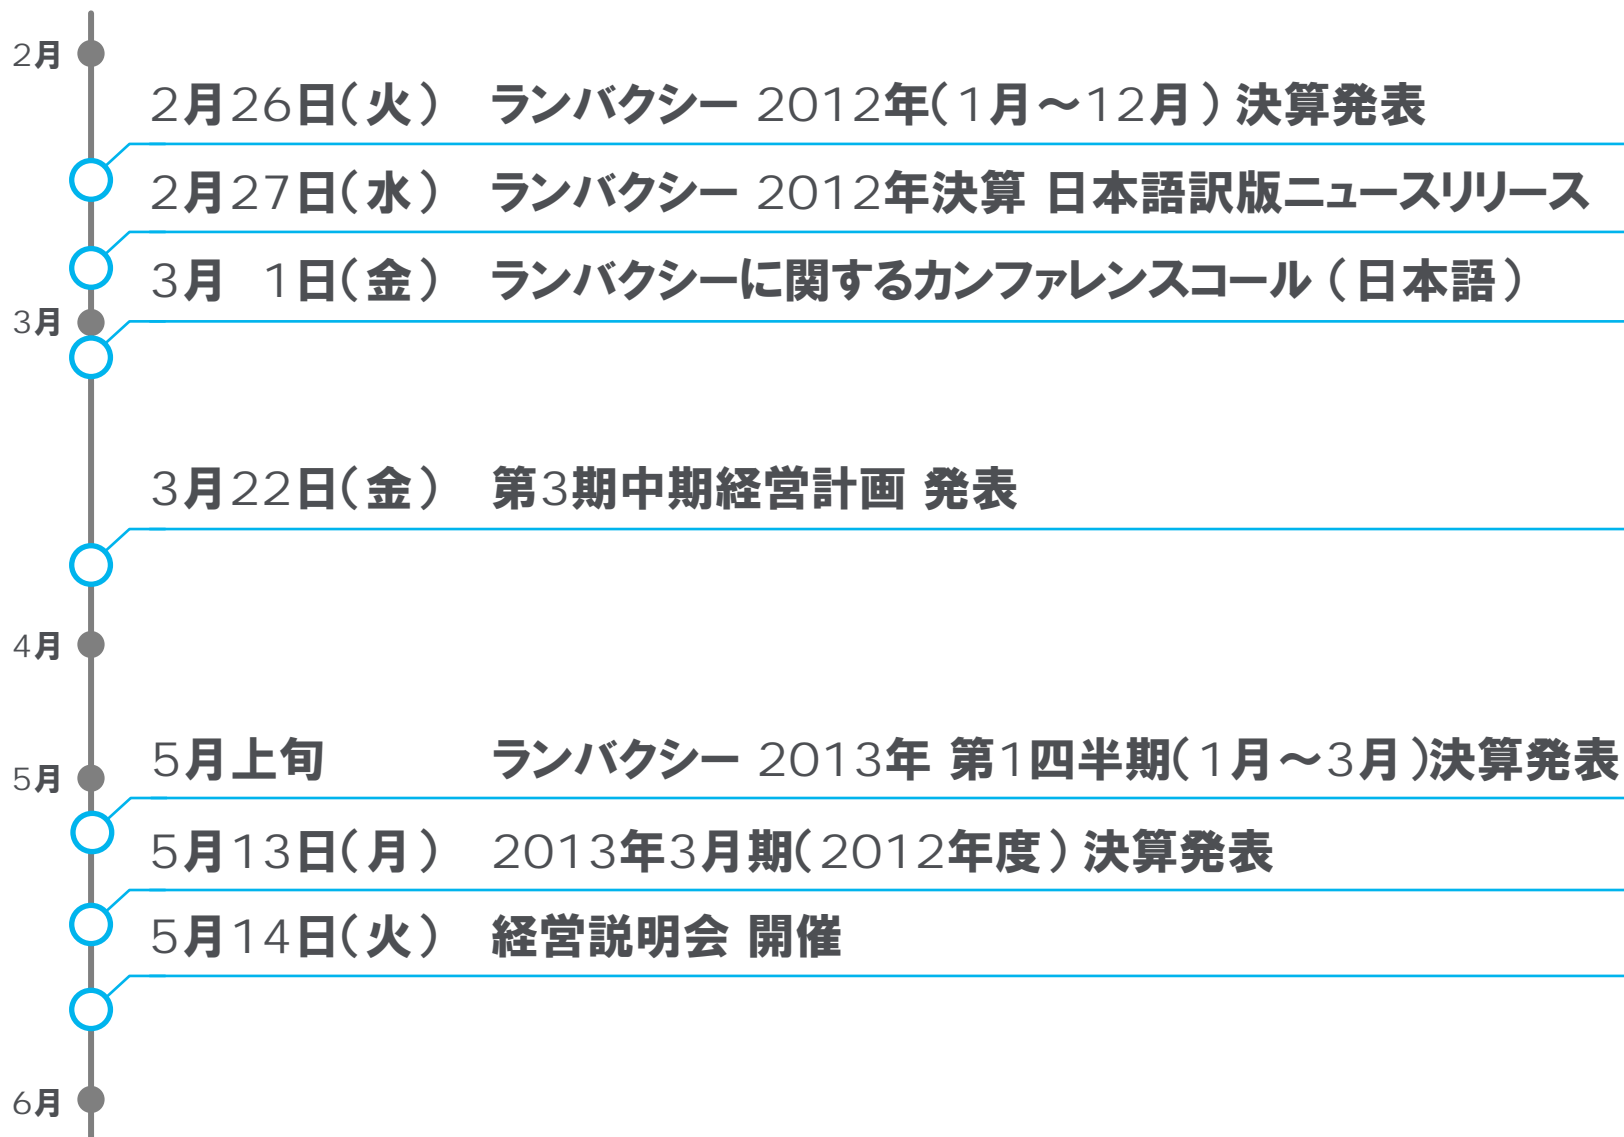 2月
2月26日(火) ランバクシー 2012年(1月～12月)決算発表
2月27日(水) ランバクシー 2012年決算 日本語訳版ニュースリリース
3月 1日(金) ランバクシーに関するカンファレンスコール(日本語)
3月
3月22日(金) 第3期中期経営計画 発表
4月
5月上旬 ランバクシー 2013年 第1四半期(1月～3月)決算発表
5月
5月13日(月) 2013年3月期(2012年度)決算発表
5月14日(火) 経営説明会 開催
6月